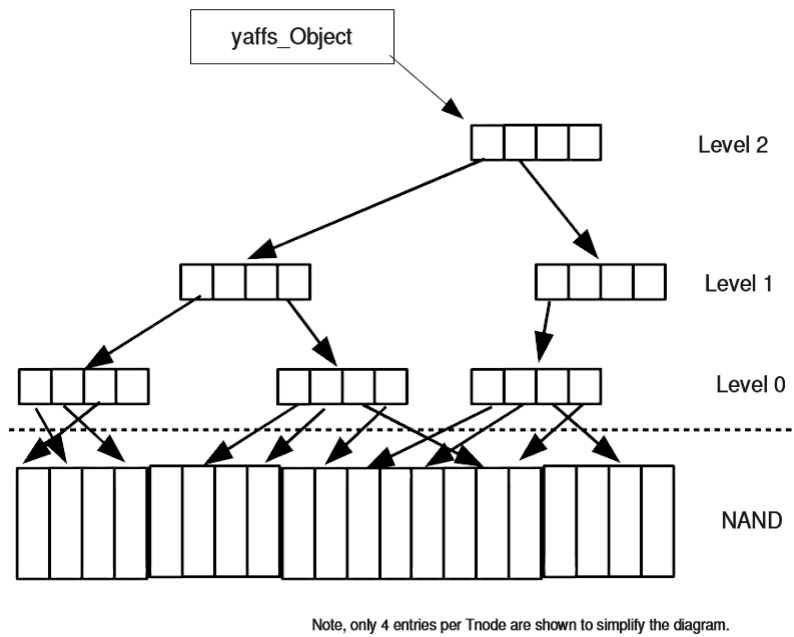 yaffs_Object
Level 2
Level 1
Level 0
NAND
Note, only 4 entries per Tnode are shown to simplify the diagram.